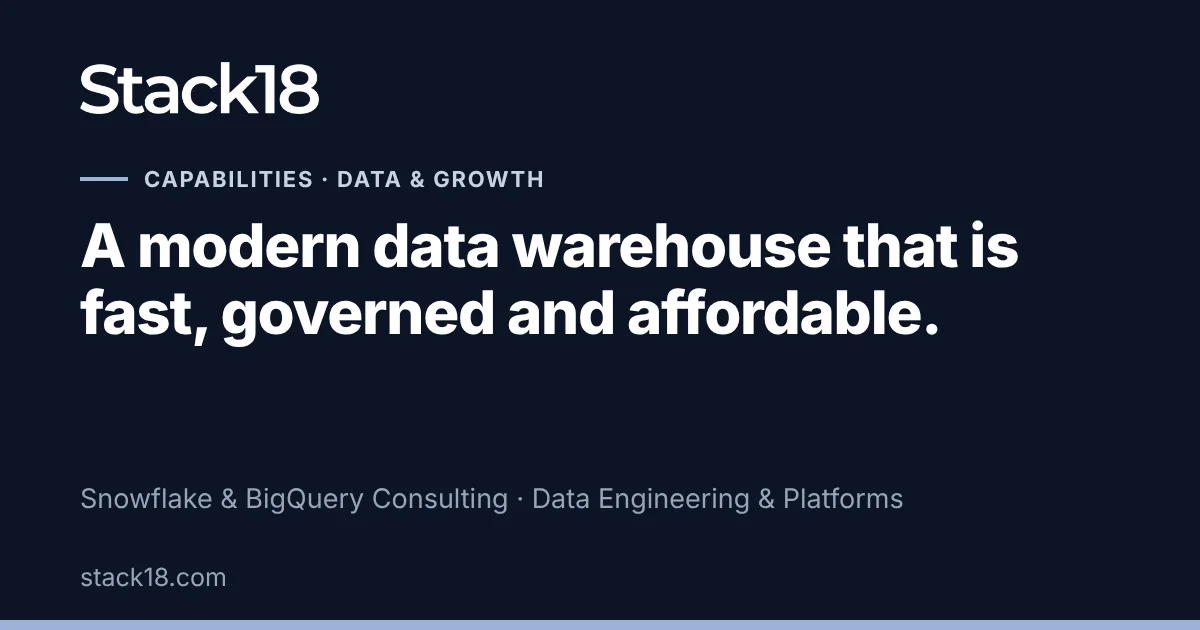 Stack18
CAPABILITIES · DATA & GROWTH
A modern data warehouse that is
fast, governed and affordable.
Snowflake & BigQuery Consulting · Data Engineering & Platforms
stack18.com